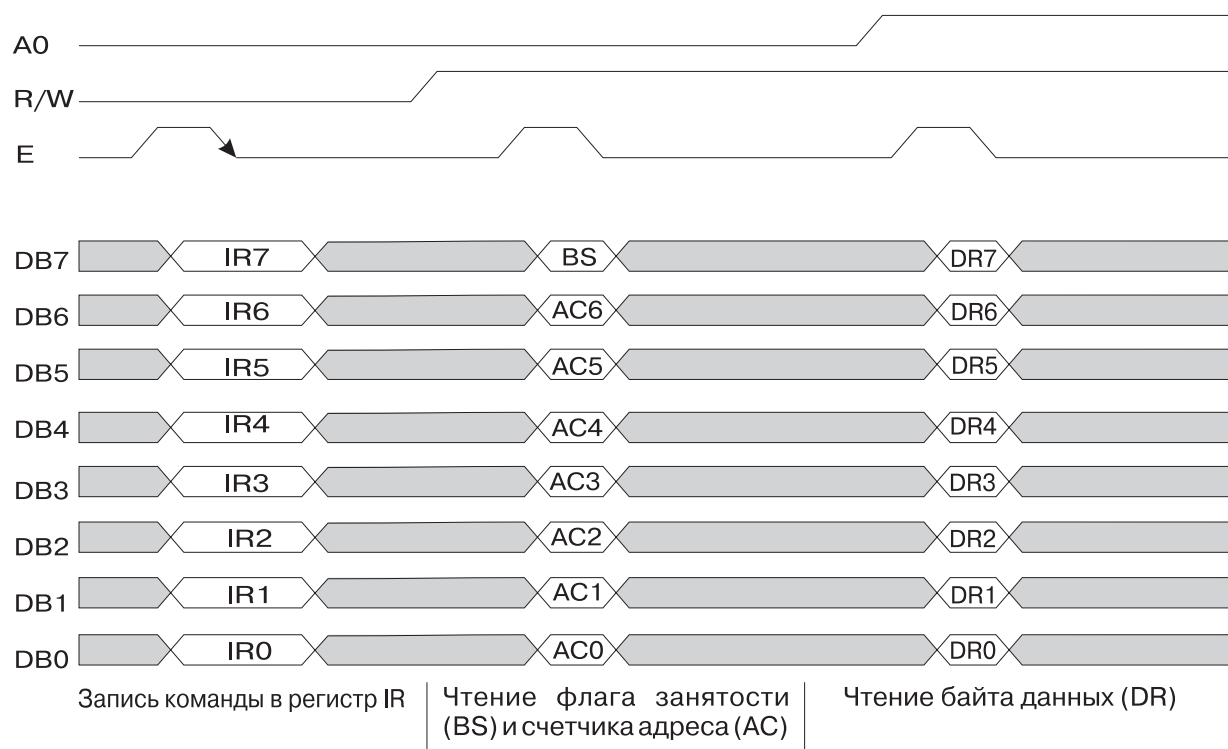 A0
R/W
E
DB7 IR7 BS DR7
DB6 IR6 AC6 DR6
DB5 IR5 AC5 DR5
DB4 IR4 AC4 DR4
DB3 IR3 AC3 DR3
DB2 IR2 AC2 DR2
DB1 IR1 AC1 DR1
DB0 IR0 AC0 DR0
Запись команды в регистр IR
Чтение флага занятости
(BS) и счетчика адреса (AC)
Чтение байта данных (DR)